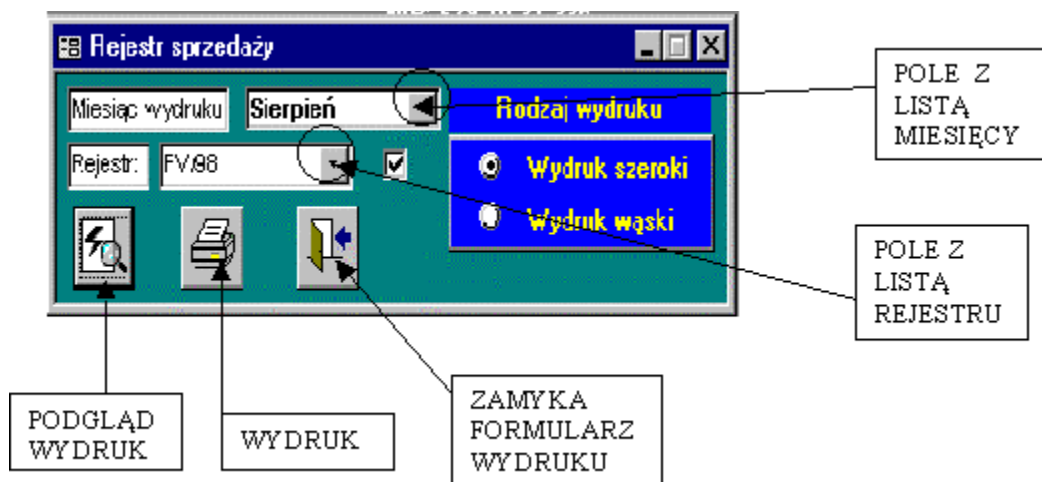 Rejestr sprzedaży
Miesiąc wydruku
Sierpień
Rodzaj wydruku
Rejestr:
FV/98
Wydruk szeroki
Wydruk wąski
POLE Z
LISTĄ
MIESIĘCY
POLE Z
LISTĄ
REJESTRU
PODGLĄD
WYDRUK
WYDRUK
ZAMYKA
FORMULARZ
WYDRUKU